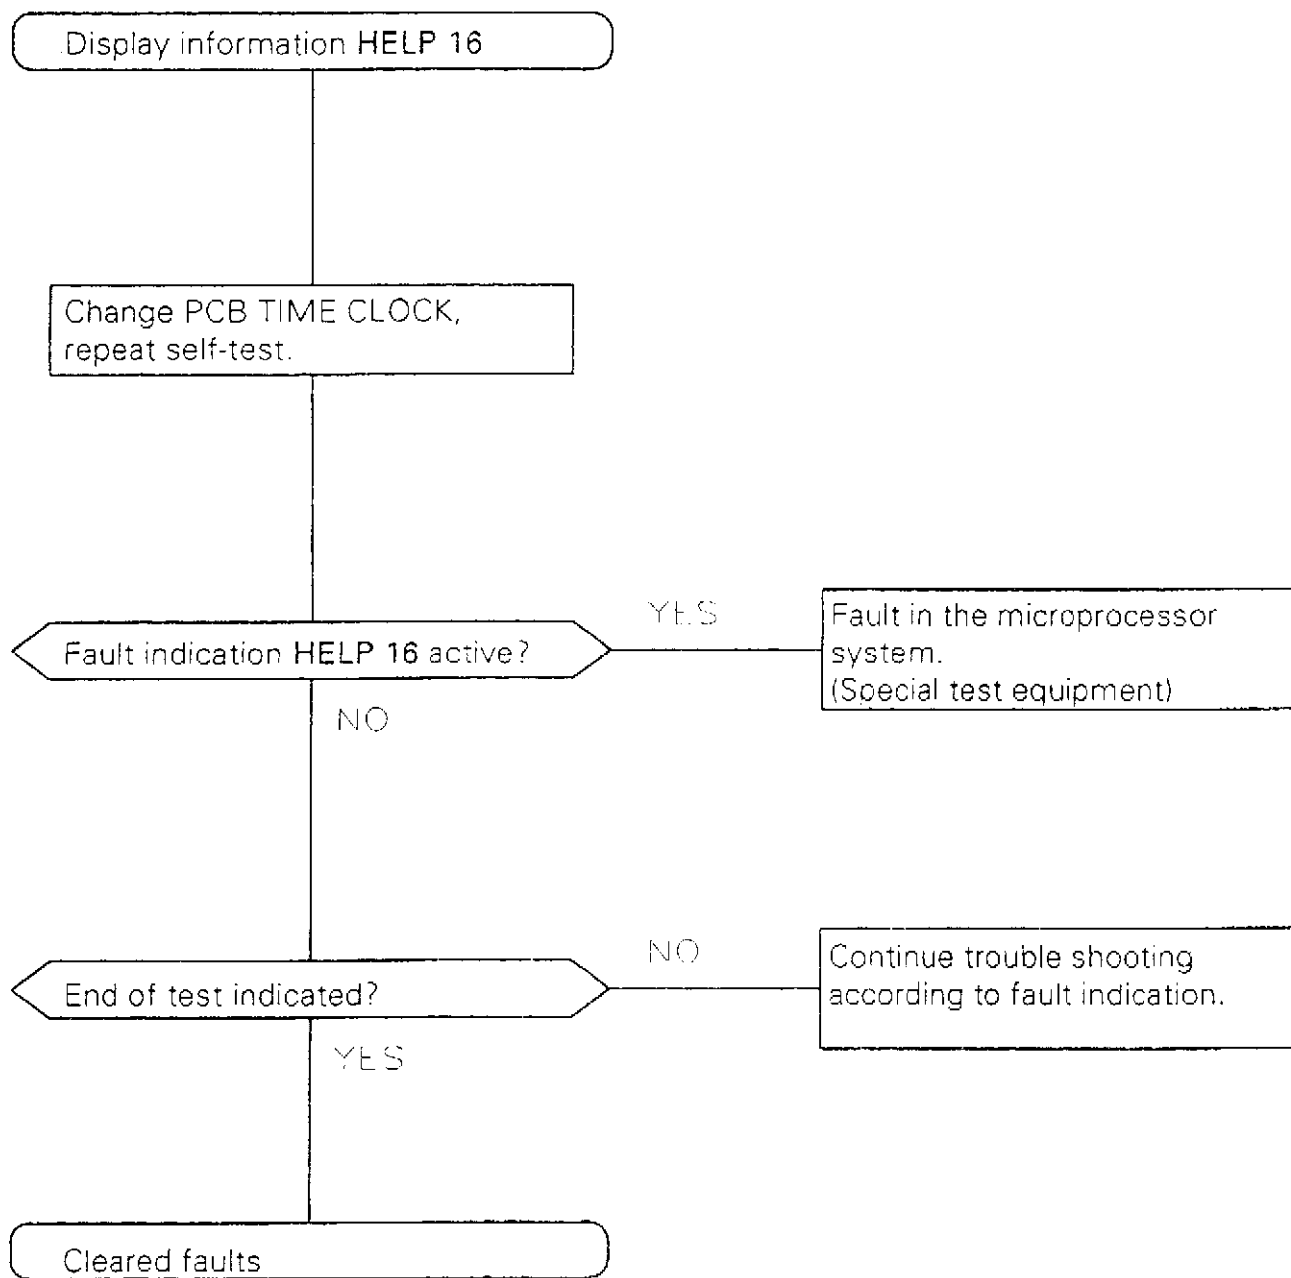 Display information HELP 16
Change PCB TIME CLOCK,
repeat self-test.
YES
Fault indication HELP 16 active?
Fault in the microprocessor
system.
(Special test equipment)
NO
NO
End of test indicated?
Continue trouble shooting
according to fault indication.
YES
Cleared faults